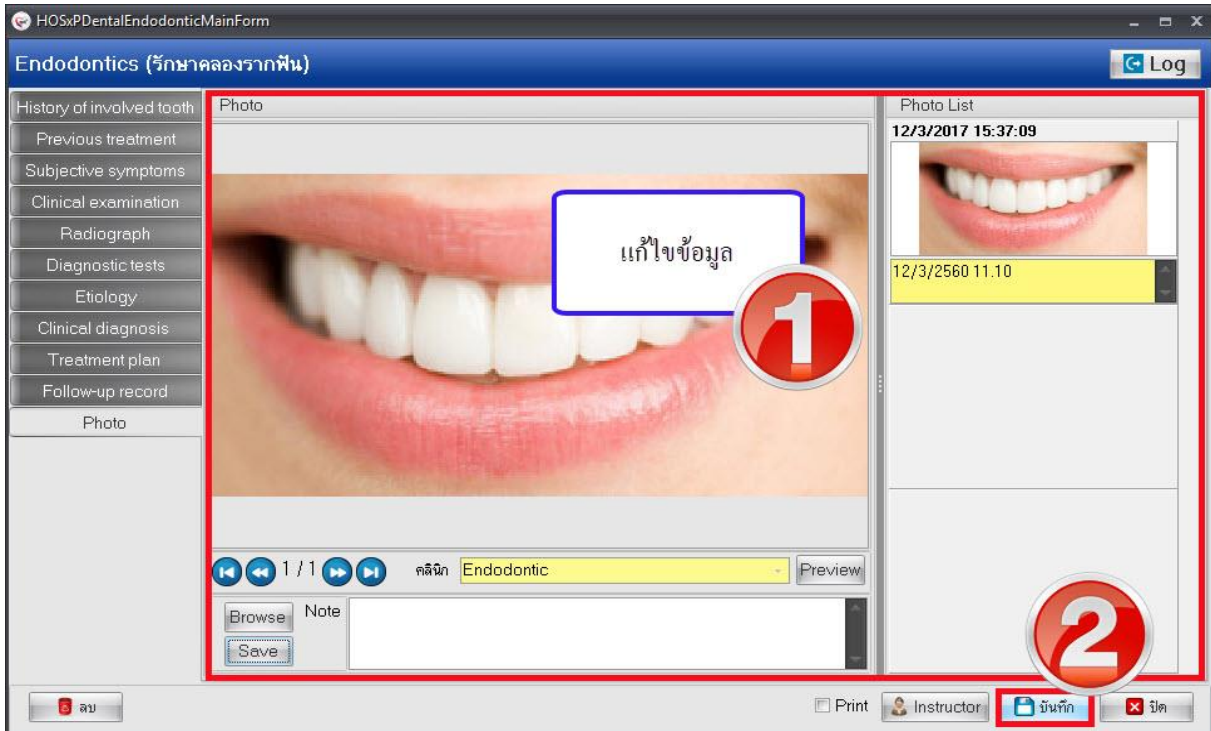 HOSxPDentalEndodonticMainForm
Endodontics (รักษาคลองรากฟัน)
Log
History of involved tooth
Previous treatment
Subjective symptoms
Clinical examination
Radiograph
Diagnostic tests
Etiology
Clinical diagnosis
Treatment plan
Follow-up record
Photo
Photo
แก้ไขข้อมูล
1
1 / 1
คลินิก
Endodontic
Preview
Browse
Note
Save
Photo List
12/3/2017 15:37:09
12/3/2560 11.10
2
ลบ
Print
Instructor
บันทึก
ปิด